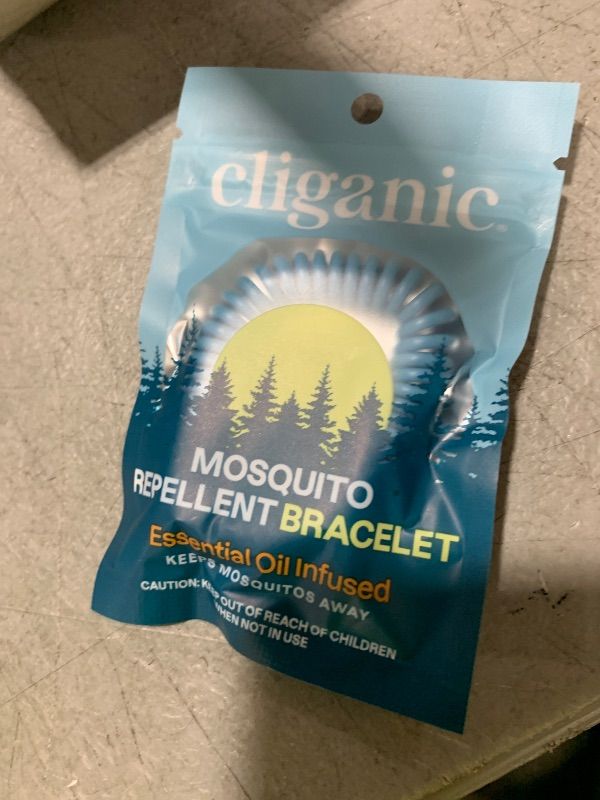 cliganic
MOSQUITO
REPELLENT BRACELET
Essential Oil Infused
KEEPS MOSQUITOS AWAY
CAUTION: KEEP OUT OF REACH OF CHILDREN
WHEN NOT IN USE